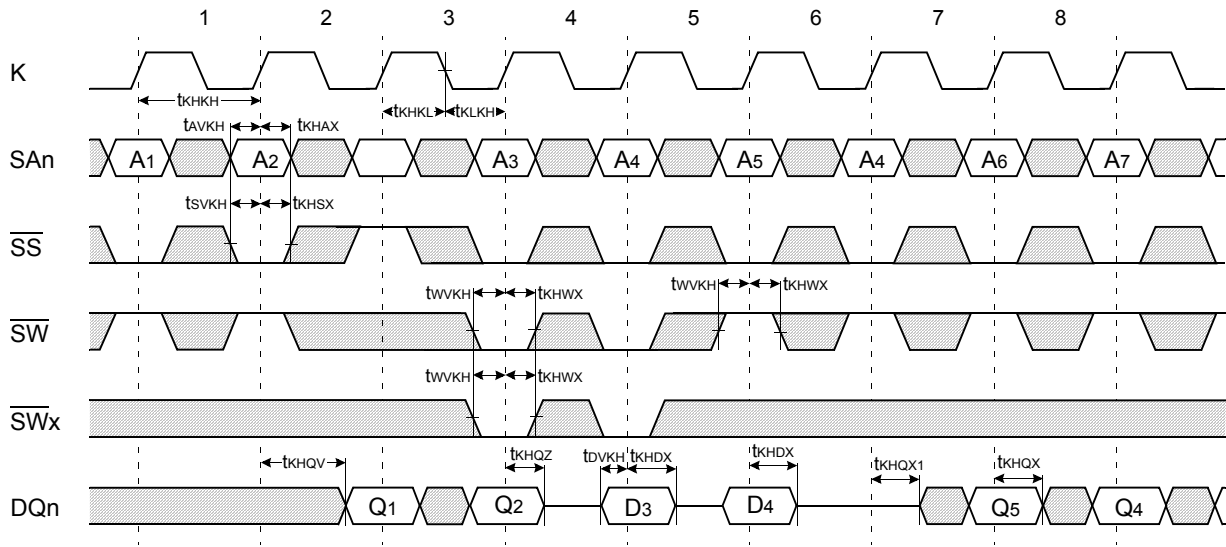 1 2 3 4 5 6 7 8
K
tKHKH tKHKL tKLKH
tAVKH tKHAX
SAn A1 A2 A3 A4 A5 A4 A6 A7
tSVKH tKHSX
SS
tWVKH tKHWX tWVKH tKHWX
SW
tWVKH tKHWX
SWx
tKHQV tKHQZ tDVKH tKHDX tKHDX tKHQX1 tKHQX
DQn Q1 Q2 D3 D4 Q5 Q4